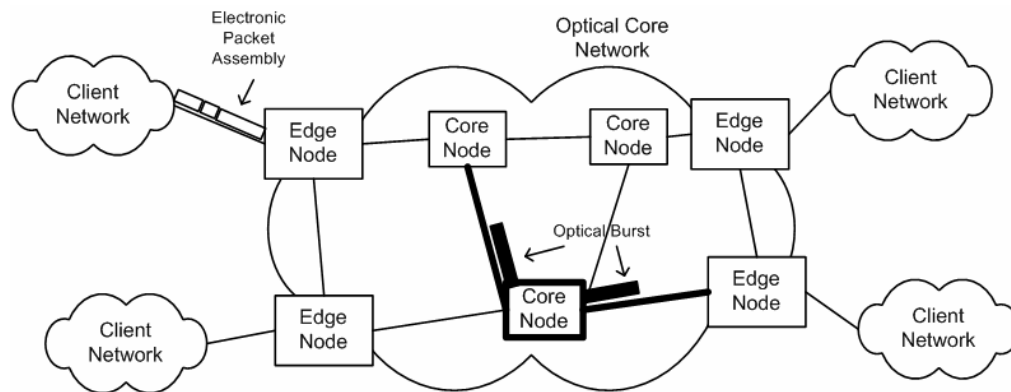 Electronic
Packet
Assembly
Optical Core
Network
Client
Network
Edge
Node
Core
Node
Core
Node
Edge
Node
Client
Network
Optical Burst
Client
Network
Edge
Node
Core
Node
Edge
Node
Client
Network